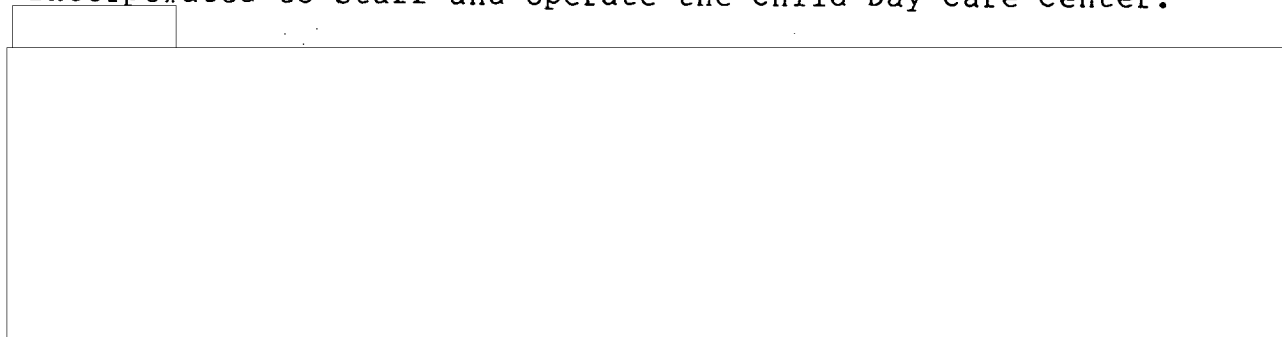 to staff and operate the Child Day Care Center.